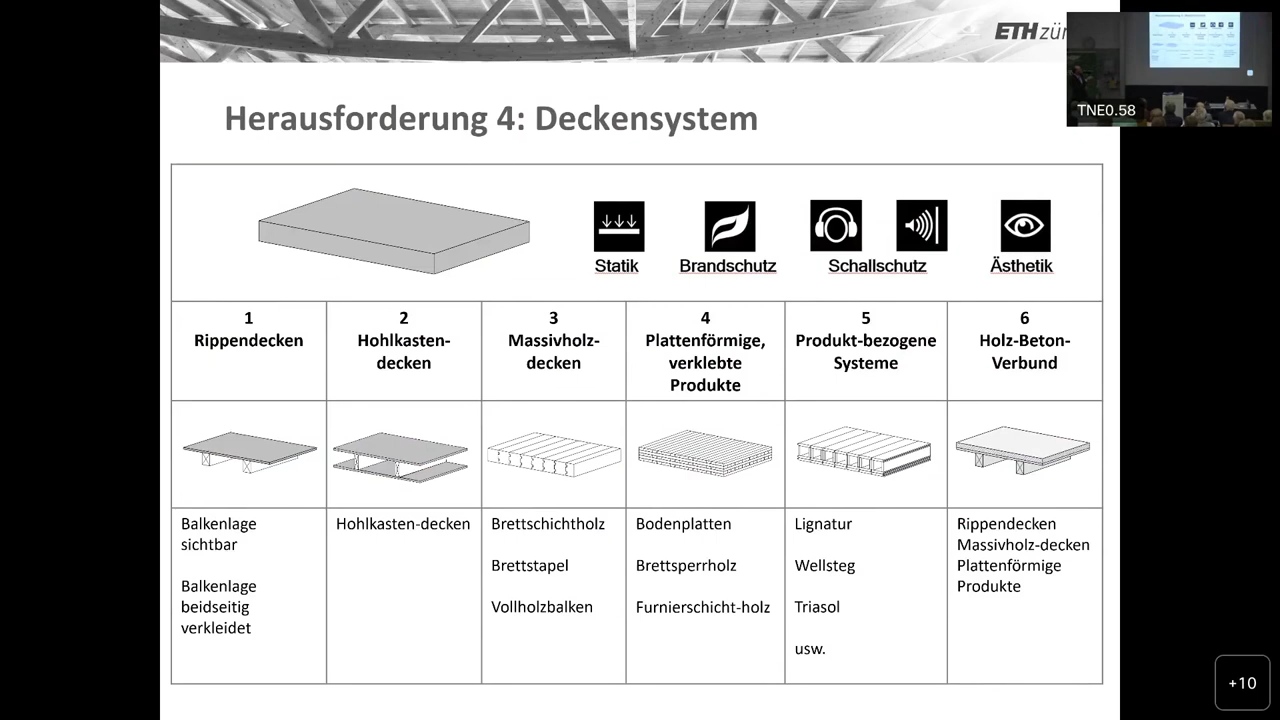 ETH zür
TNE0.58
Herausforderung 4: Deckensystem
Statik
Brandschutz
Schallschutz
Ästhetik
1
Rippendecken
2
Hohlkasten-
decken
3
Massivholz-
decken
4
Plattenförmige,
verklebte
Produkte
5
Produkt-bezogene
Systeme
6
Holz-Beton-
Verbund
Balkenlage
sichtbar
Balkenlage
beidseitig
verkleidet
Hohlkasten-decken
Brettschichtholz
Brettstapel
Vollholzbalken
Bodenplatten
Brettsperrholz
Furnierschicht-holz
Lignatur
Wellsteg
Triasol
usw.
Rippendecken
Massivholz-decken
Plattenförmige
Produkte
+10